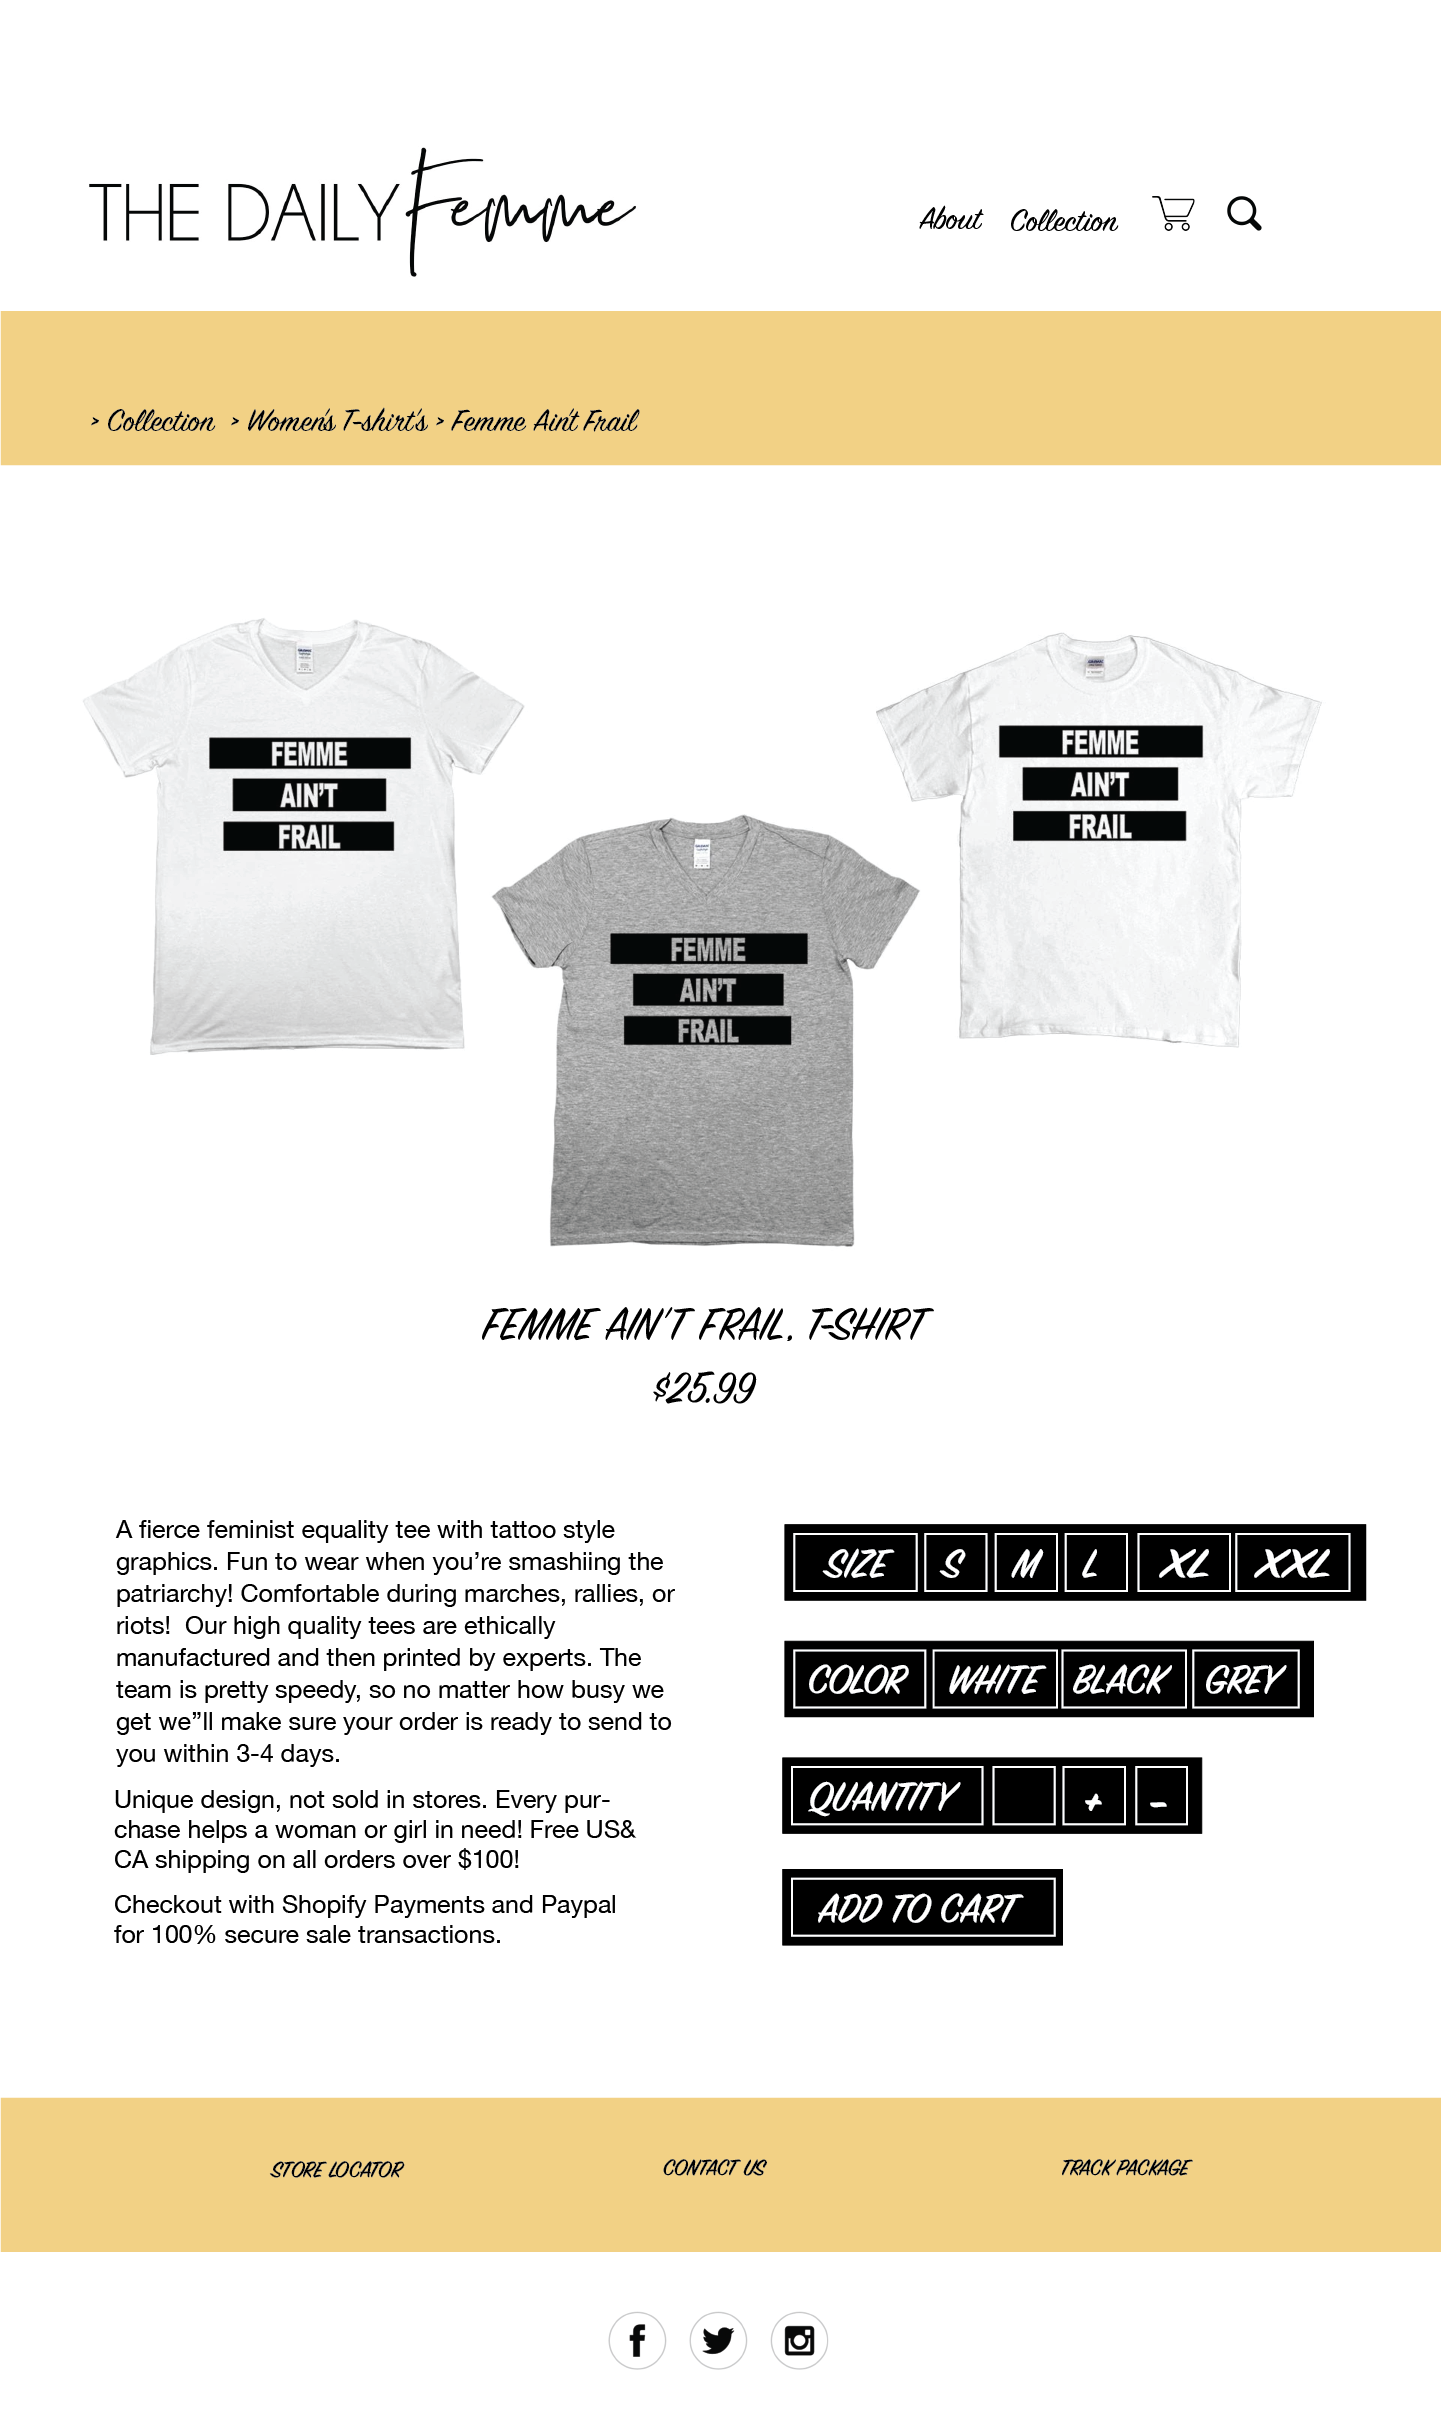 THE DAILY Femme
About Collection
> Collection > Women's T-shirt's > Femme Ain't Frail
FEMME
AIN'T
FRAIL
FEMME
AIN'T
FRAIL
FEMME
AIN'T
FRAIL
FEMME AIN'T FRAIL. T-SHIRT
$25.99
A fierce feminist equality tee with tattoo style
graphics. Fun to wear when you’re smashiing the
patriarchy! Comfortable during marches, rallies, or
riots!  Our high quality tees are ethically
manufactured and then printed by experts. The
team is pretty speedy, so no matter how busy we
get we”ll make sure your order is ready to send to
you within 3-4 days.
Unique design, not sold in stores. Every pur-
chase helps a woman or girl in need! Free US&
CA shipping on all orders over $100!
Checkout with Shopify Payments and Paypal
for 100% secure sale transactions.
SIZE S M L XL XXL
COLOR WHITE BLACK GREY
QUANTITY + -
ADD TO CART
STORE LOCATOR CONTACT US TRACK PACKAGE